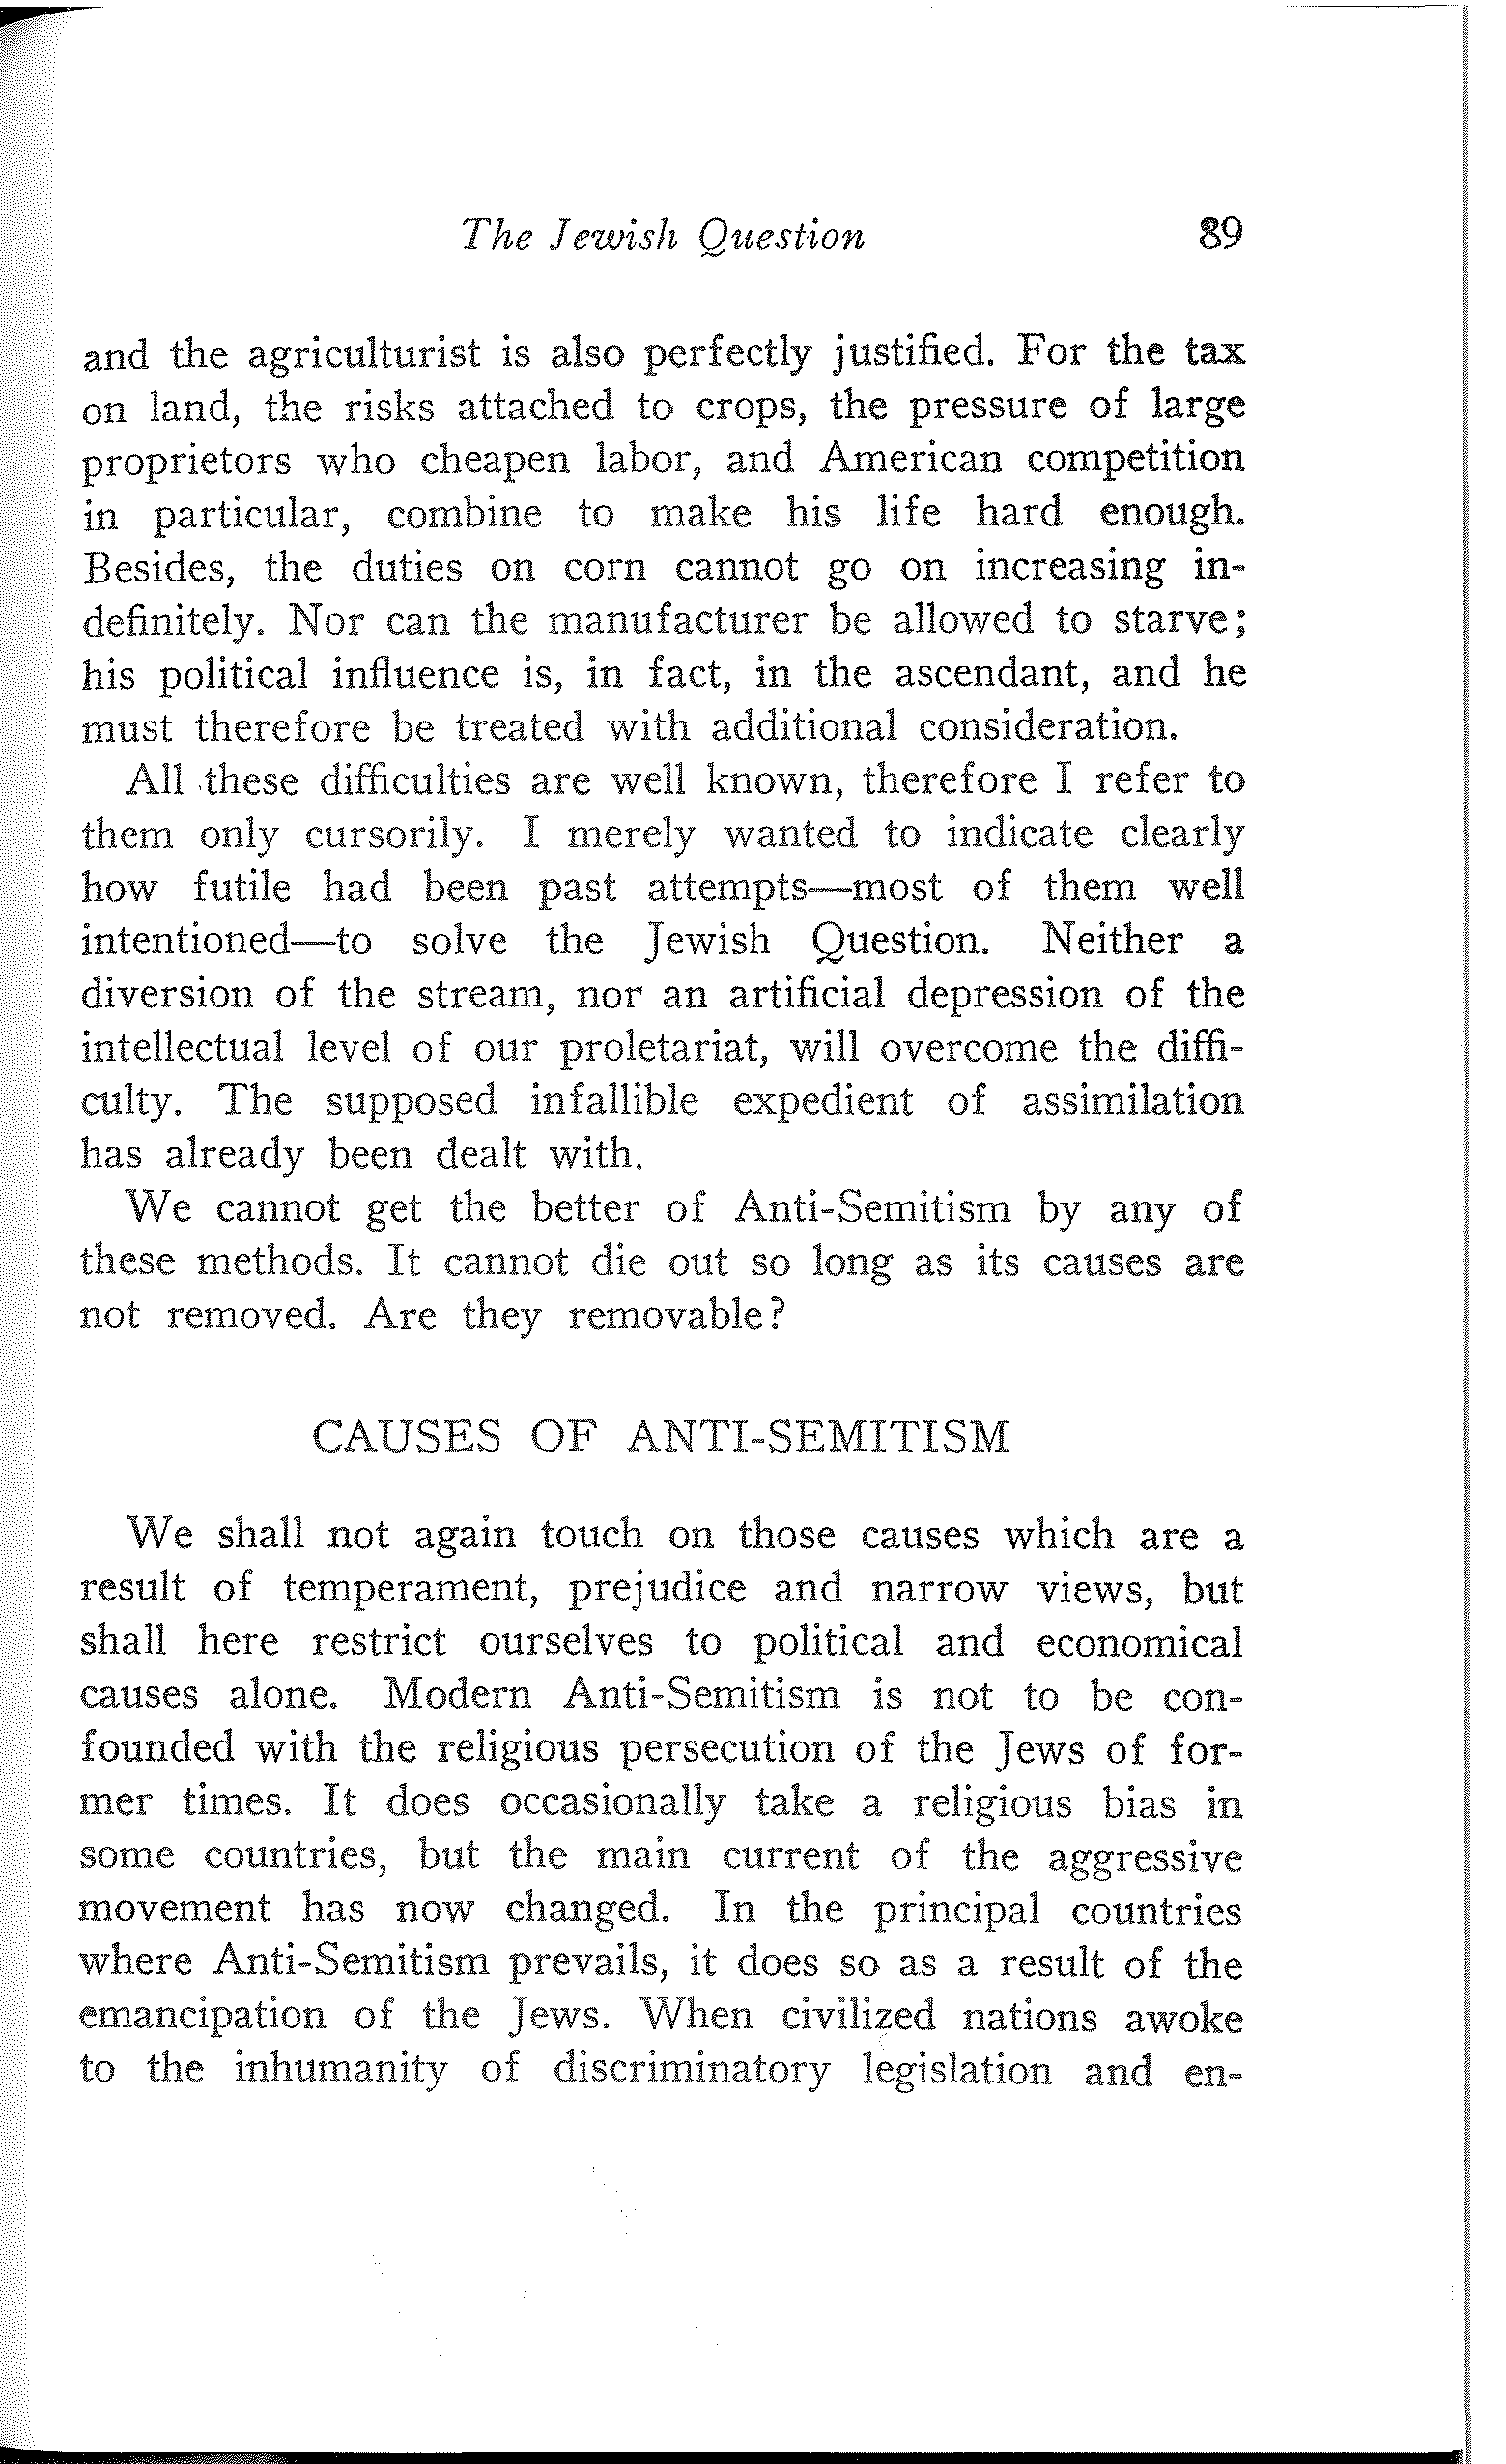 The Jewish Question 89
and the agriculturist is also perfectly justified. For the tax
on land, the risks attached to crops, the pressure of large
proprietors who cheapen labor, and American competition
in particular, combine to make his life hard enough.
Besides, the duties on corn cannot go on increasing in-
definitely. Nor can the manufacturer be allowed to starve;
his political influence is, in fact, in the ascendant, and he
must therefore be treated with additional consideration.
All these difficulties are well known, therefore I refer to
them only cursorily. I merely wanted to indicate clearly
how futile had been past attempts—most of them well
intentioned—to solve the Jewish Question. Neither a
diversion of the stream, nor an artificial depression of the
intellectual level of our proletariat, will overcome the diffi-
culty. The supposed infallible expedient of assimilation
has already been dealt with.
We cannot get the better of Anti-Semitism by any of
these methods. It cannot die out so long as its causes are
not removed. Are they removable?
CAUSES OF ANTI-SEMITISM
We shall not again touch on those causes which are a
result of temperament, prejudice and narrow views, but
shall here restrict ourselves to political and economical
causes alone. Modern Anti-Semitism is not to be con-
founded with the religious persecution of the Jews of for-
mer times. It does occasionally take a religious bias in
some countries, but the main current of the aggressive
movement has now changed. In the principal countries
where Anti-Semitism prevails, it does so as a result of the
emancipation of the Jews. When civilized nations awoke
to the inhumanity of discriminatory legislation and en-